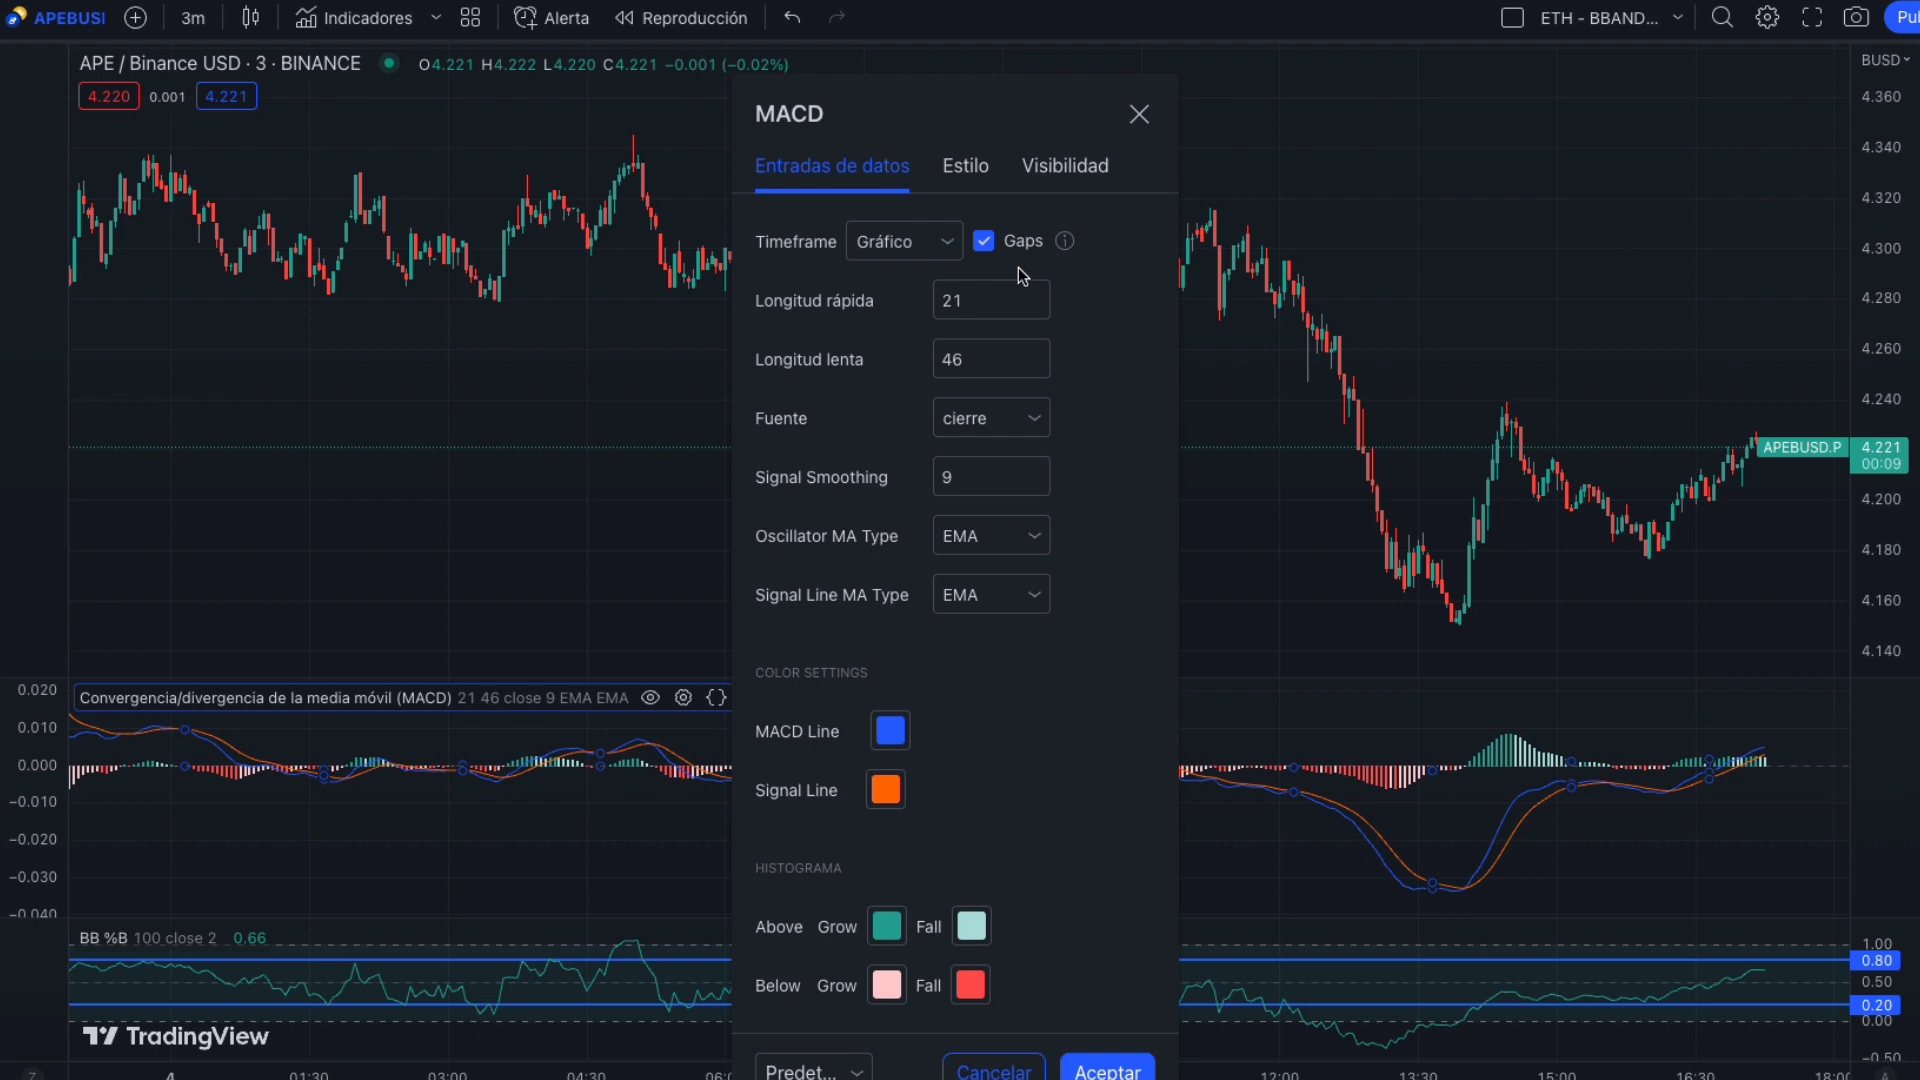 APEBUSI
3m
Indicadores
Alerta
Reproducción
ETH - BBAND...
APE / Binance USD · 3 · BINANCE
O4.221 H4.222 L4.220 C4.221 −0.001 (−0.02%)
BUSD
4.220
0.001
4.221
MACD
Entradas de datos
Estilo
Visibilidad
Timeframe
Gráfico
Gaps
Longitud rápida
21
Longitud lenta
46
Fuente
cierre
Signal Smoothing
9
Oscillator MA Type
EMA
Signal Line MA Type
EMA
COLOR SETTINGS
MACD Line
Signal Line
HISTOGRAMA
Above Grow Fall
Below Grow Fall
Predet...
Cancelar
Aceptar
4.360
4.340
4.320
4.300
4.280
4.260
4.240
APEBUSD.P
4.221
00:09
4.200
4.180
4.160
4.140
Convergencia/divergencia de la media móvil (MACD) 21 46 close 9 EMA EMA
0.020
0.010
0.000
−0.010
−0.020
−0.030
−0.040
BB %B 100 close 2 0.66
1.00
0.80
0.50
0.20
0.00
−0.50
TradingView
4
01:30
03:00
04:30
12:00
13:30
15:00
16:30